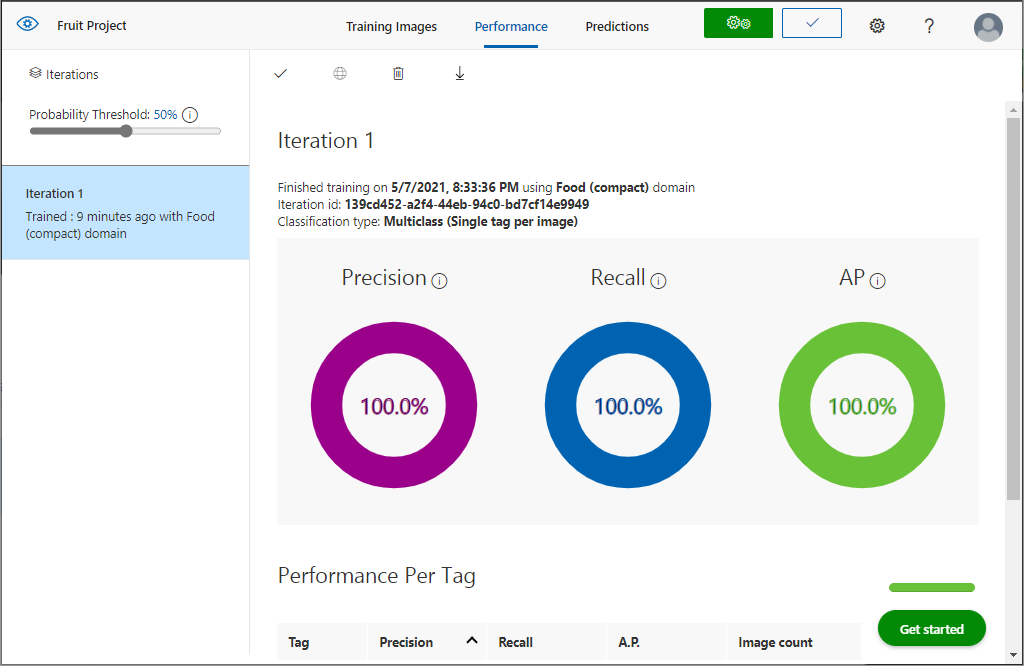 Fruit Project
Training Images
Performance
Predictions
?
Iterations
Probability Threshold: 50%
Iteration 1
Trained : 9 minutes ago with Food
(compact) domain
Iteration 1
Finished training on 5/7/2021, 8:33:36 PM using Food (compact) domain
Iteration id: 139cd452-a2f4-44eb-94c0-bd7cf14e9949
Classification type: Multiclass (Single tag per image)
Precision
Recall
AP
100.0%
100.0%
100.0%
Performance Per Tag
Get started
Tag
Precision
Recall
A.P.
Image count